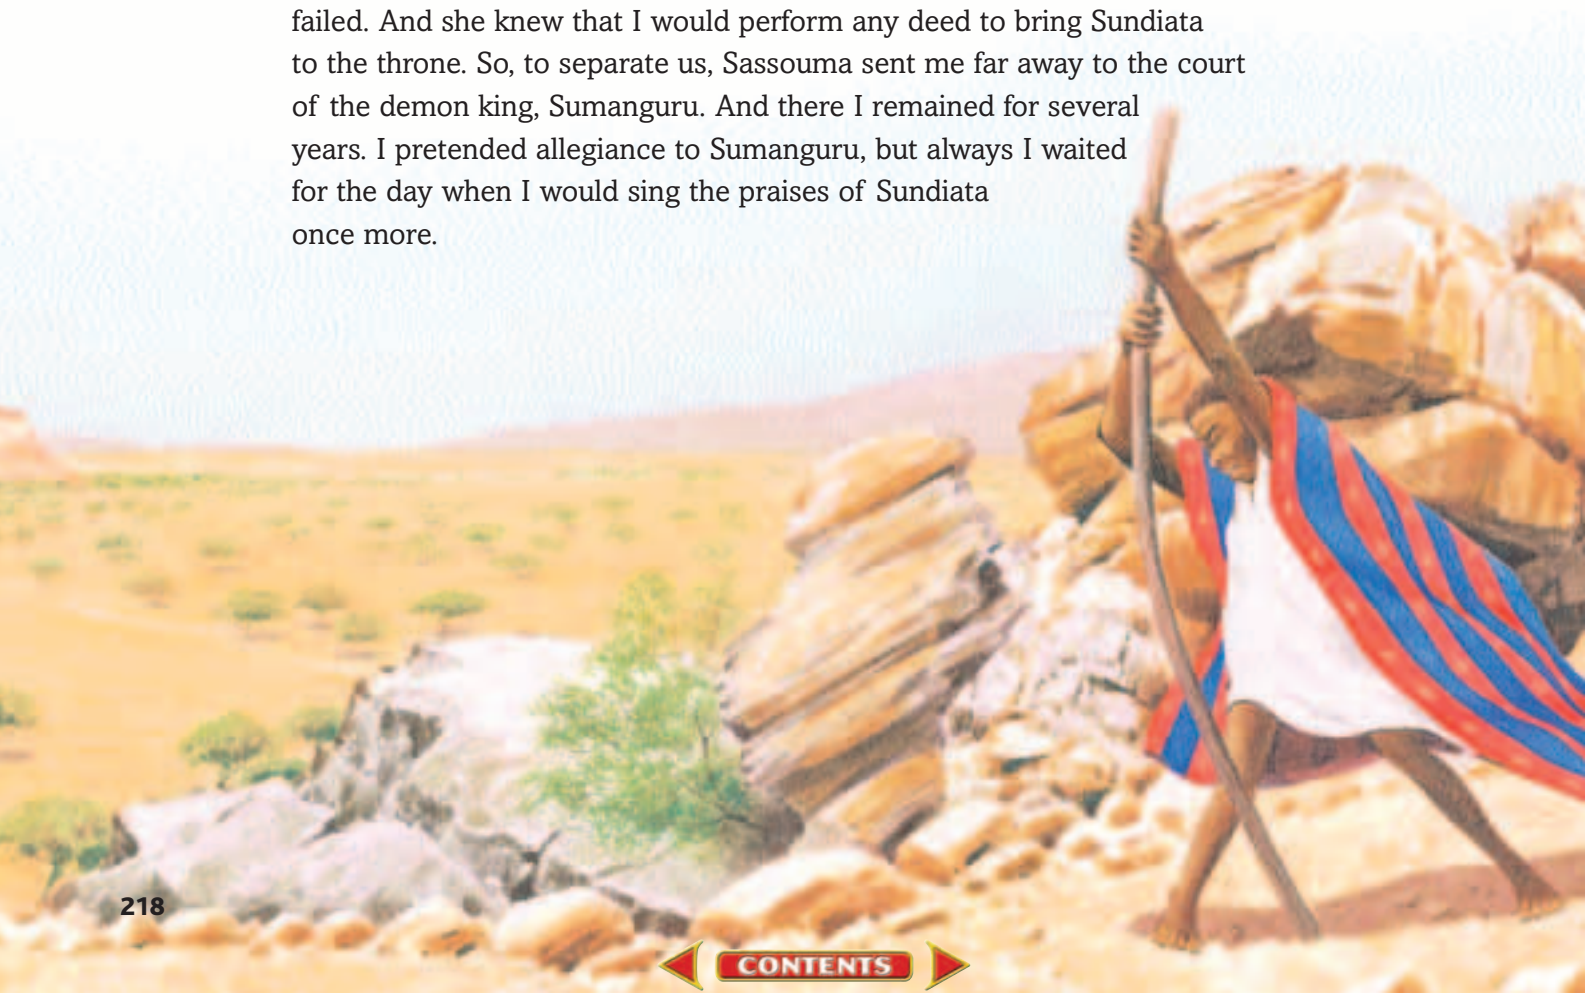 failed. And she knew that I would perform any deed to bring Sundiata
to the throne. So, to separate us, Sassouma sent me far away to the court
of the demon king, Sumanguru. And there I remained for several
years. I pretended allegiance to Sumanguru, but always I waited
for the day when I would sing the praises of Sundiata
once more.
218
CONTENTS